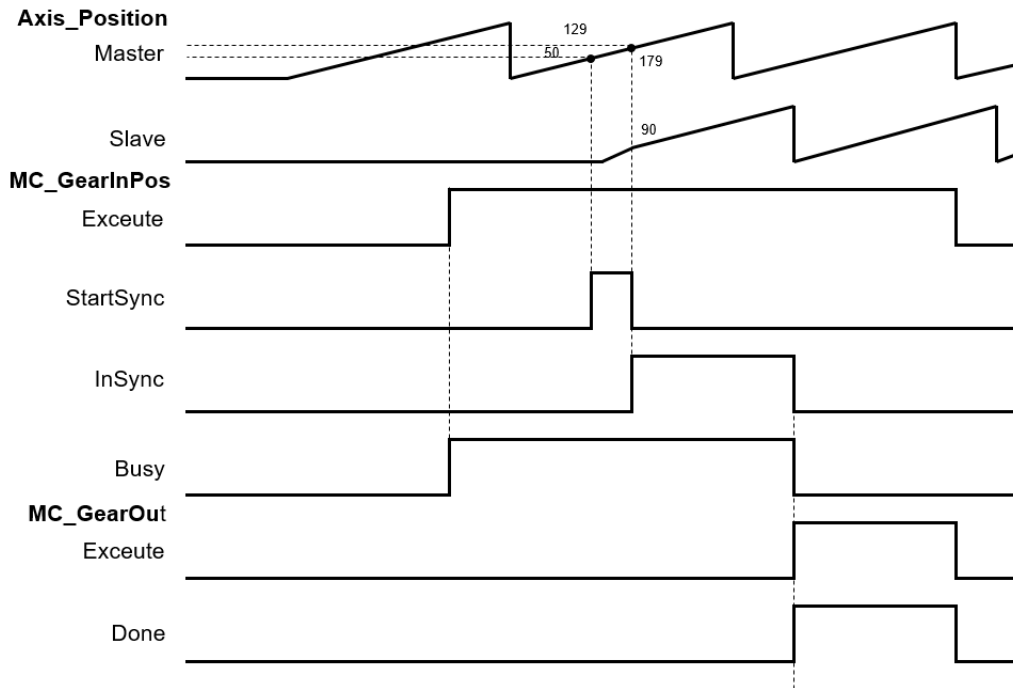 Axis_Position
Master
129
50
179
Slave
90
MC_GearInPos
Exceute
StartSync
InSync
Busy
MC_GearOut
Exceute
Done